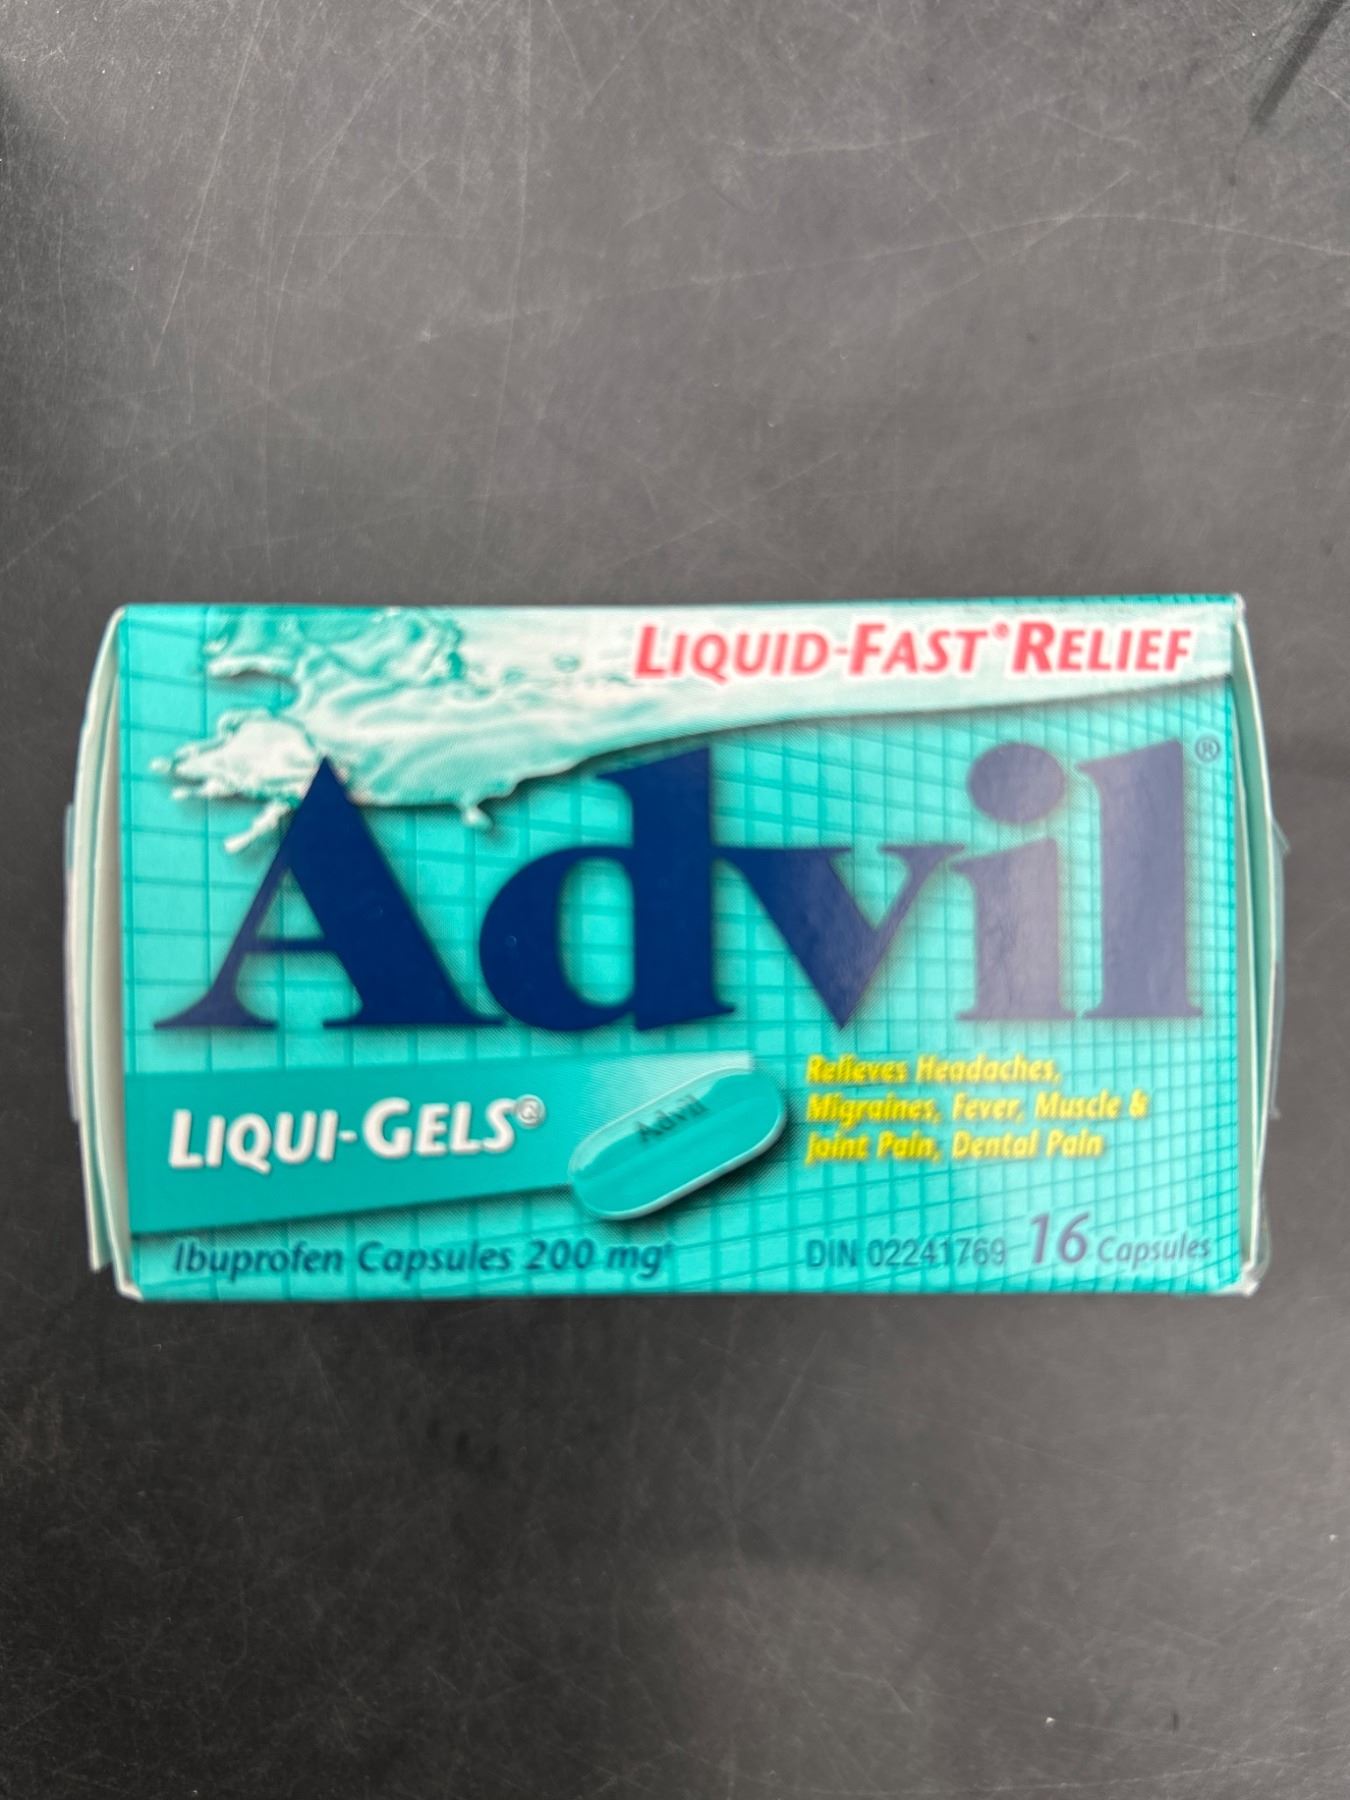 LIQUID-FAST* RELIEF
Advil®
LIQUI-GELS®
Advil
Relieves Headaches,
Migraines, Fever, Muscle &
Joint Pain, Dental Pain
Ibuprofen Capsules 200 mg†
DIN 02241769 16 Capsules